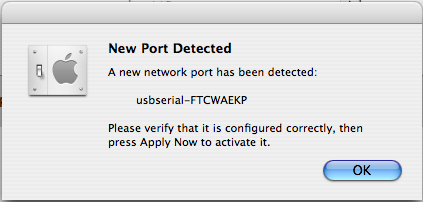 New Port Detected
A new network port has been detected:
usbserial-FTCWAEKP
Please verify that it is configured correctly, then
press Apply Now to activate it.
OK